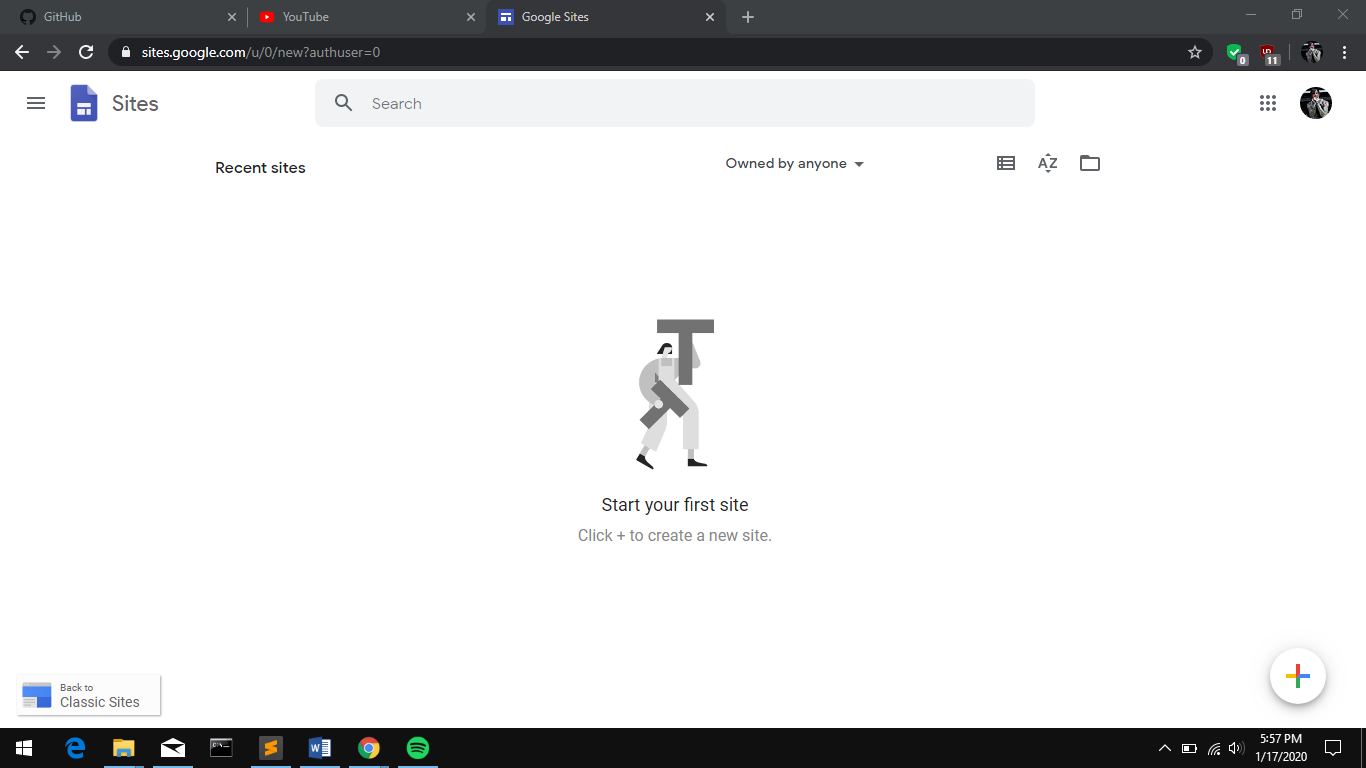 GitHub
YouTube
Google Sites
sites.google.com/u/0/new?authuser=0
0
11
Sites
Search
Recent sites
Owned by anyone
AZ
Start your first site
Click + to create a new site.
Back to
Classic Sites
5:57 PM
1/17/2020